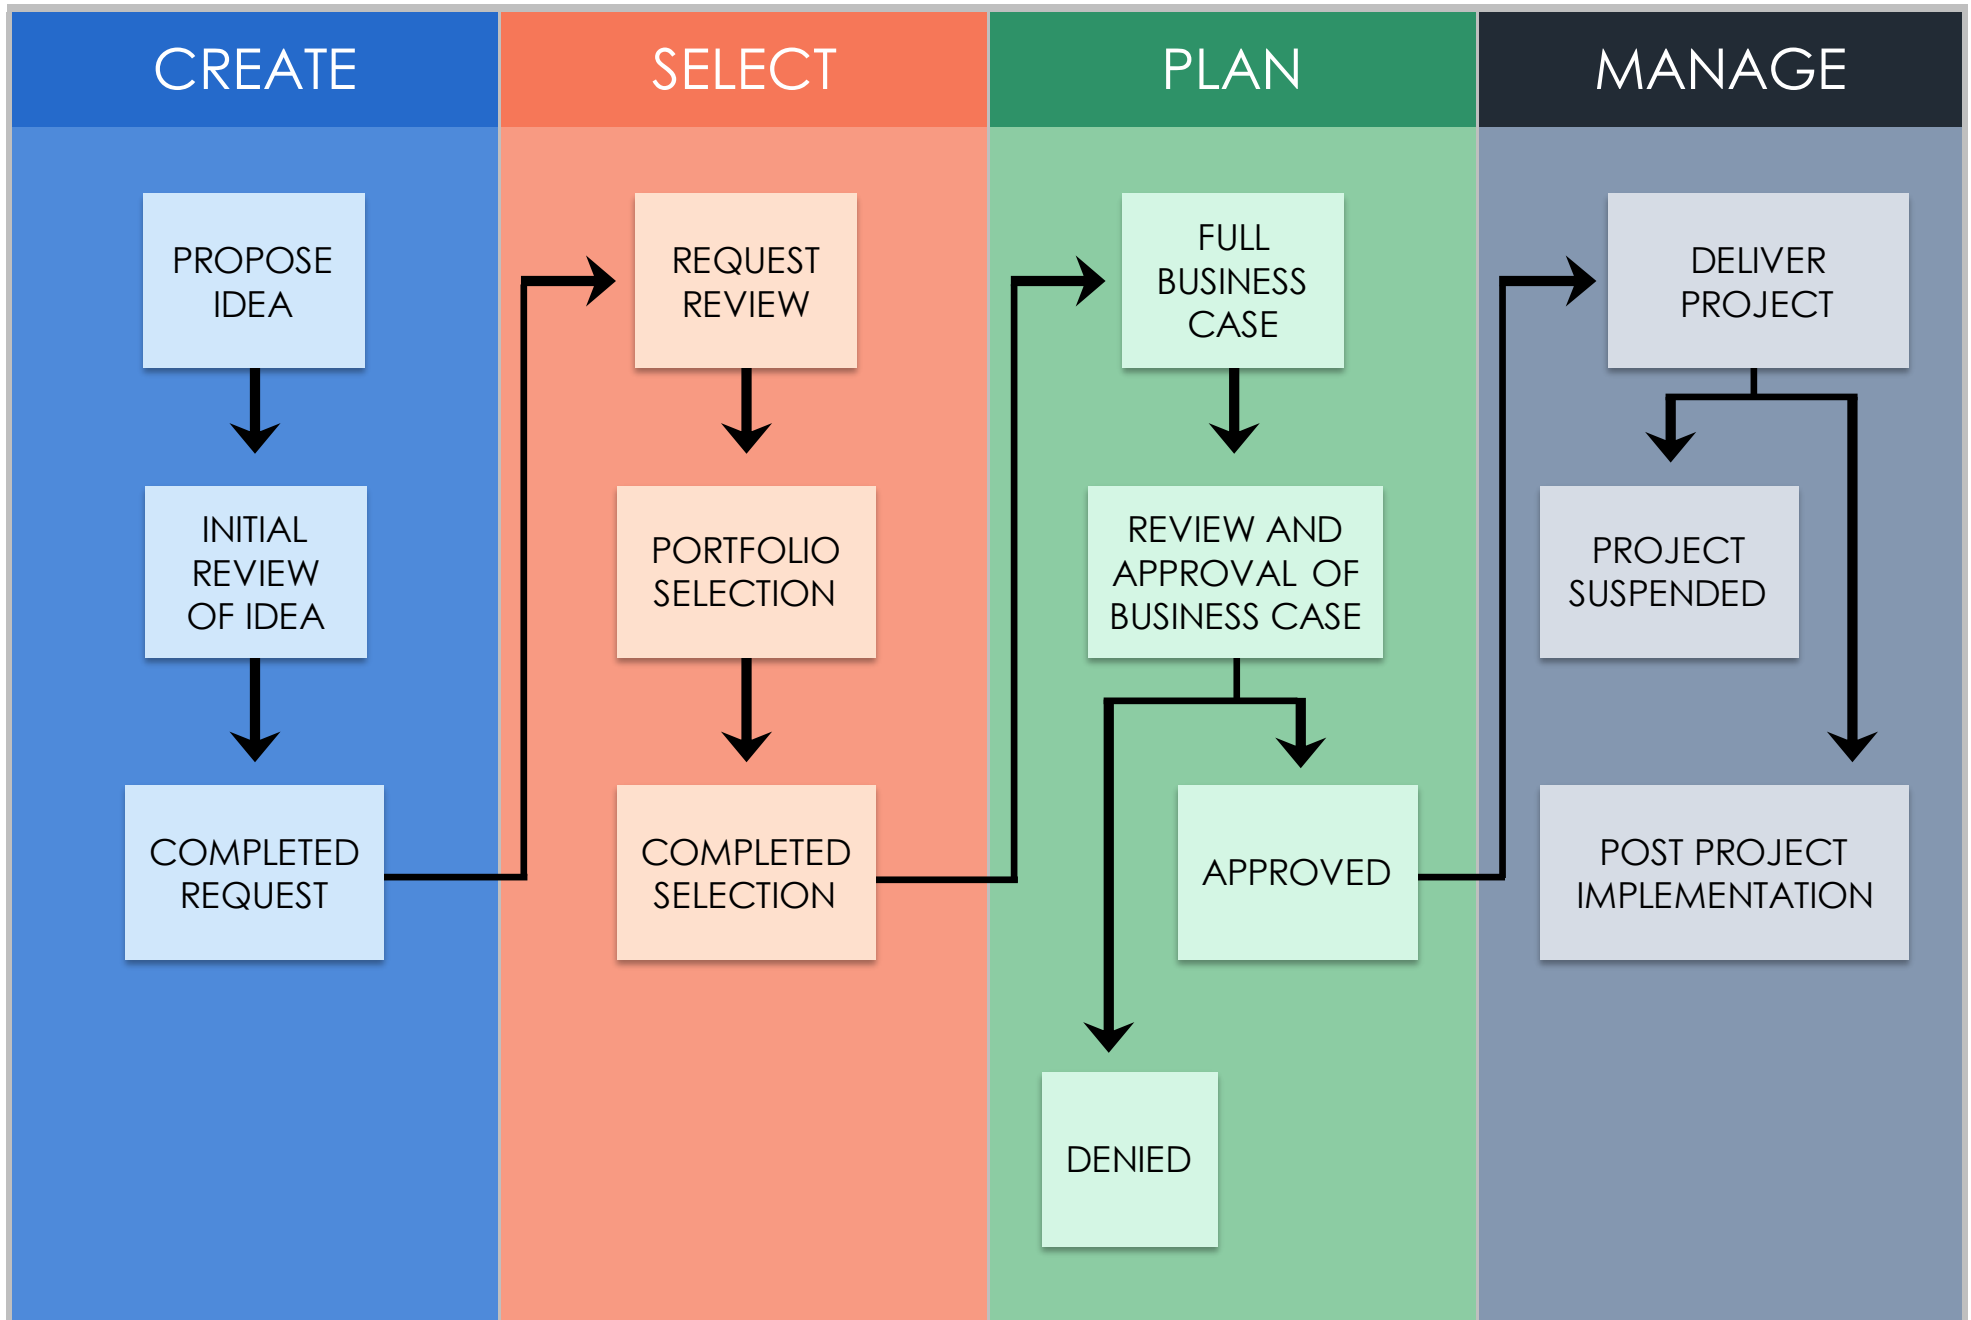 CREATE
PROPOSE
IDEA
INITIAL
REVIEW
OF IDEA
COMPLETED
REQUEST
SELECT
REQUEST
REVIEW
PORTFOLIO
SELECTION
COMPLETED
SELECTION
PLAN
FULL
BUSINESS
CASE
REVIEW AND
APPROVAL OF
BUSINESS CASE
APPROVED
DENIED
MANAGE
DELIVER
PROJECT
PROJECT
SUSPENDED
POST PROJECT
IMPLEMENTATION